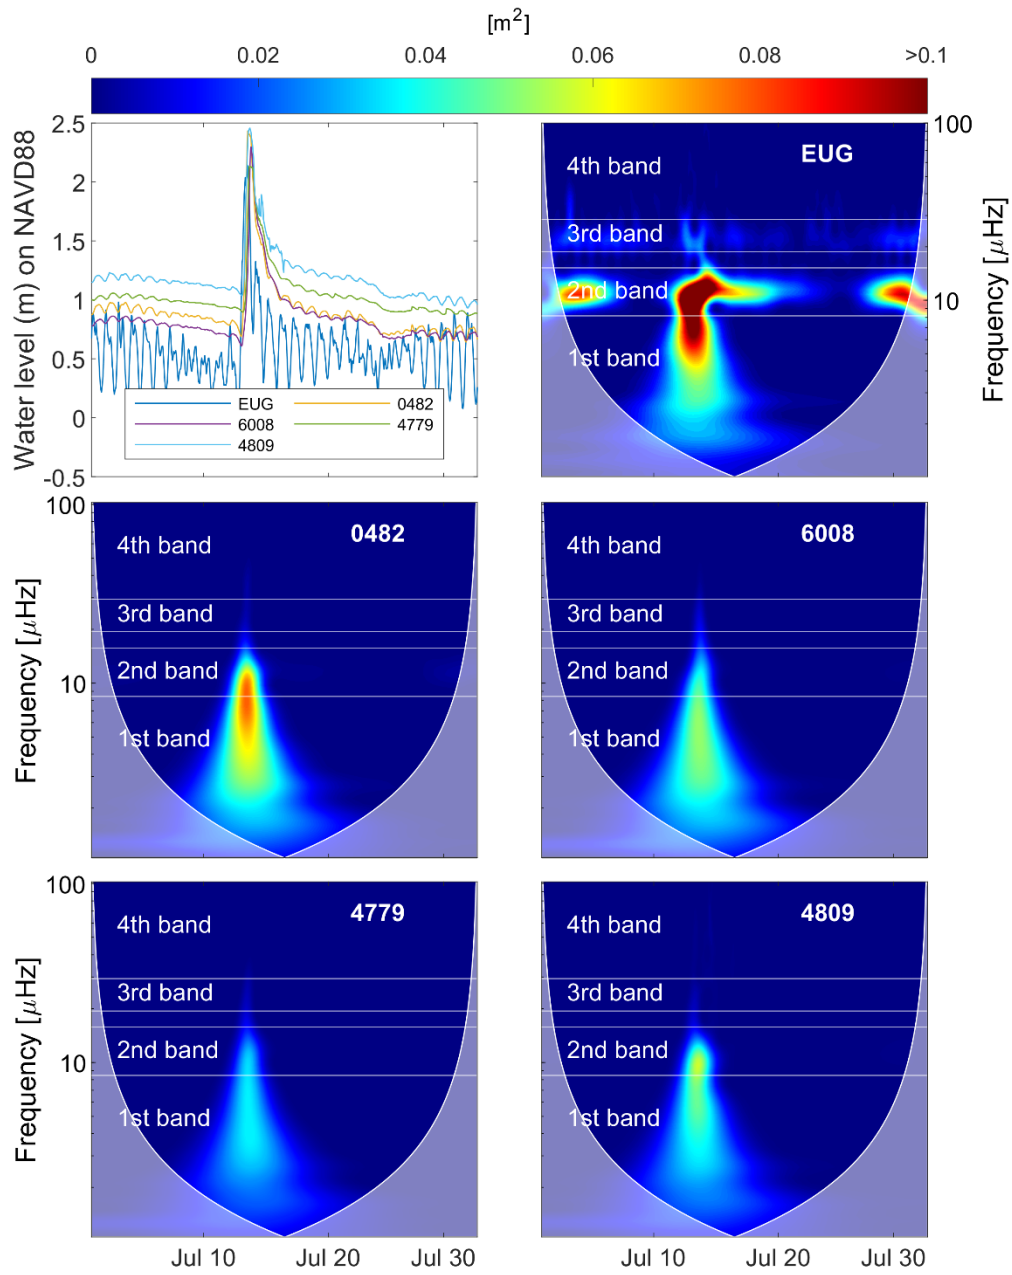 [m²]
0 0.02 0.04 0.06 0.08 >0.1
Water level (m) on NAVD88
2.5
2
1.5
1
0.5
0
-0.5
EUG 0482
6008 4779
4809
EUG
4th band
3rd band
2nd band
1st band
100
10
Frequency [μHz]
0482
4th band
3rd band
2nd band
1st band
100
10
Frequency [μHz]
6008
4th band
3rd band
2nd band
1st band
4779
4th band
3rd band
2nd band
1st band
100
10
Frequency [μHz]
Jul 10 Jul 20 Jul 30
4809
4th band
3rd band
2nd band
1st band
Jul 10 Jul 20 Jul 30